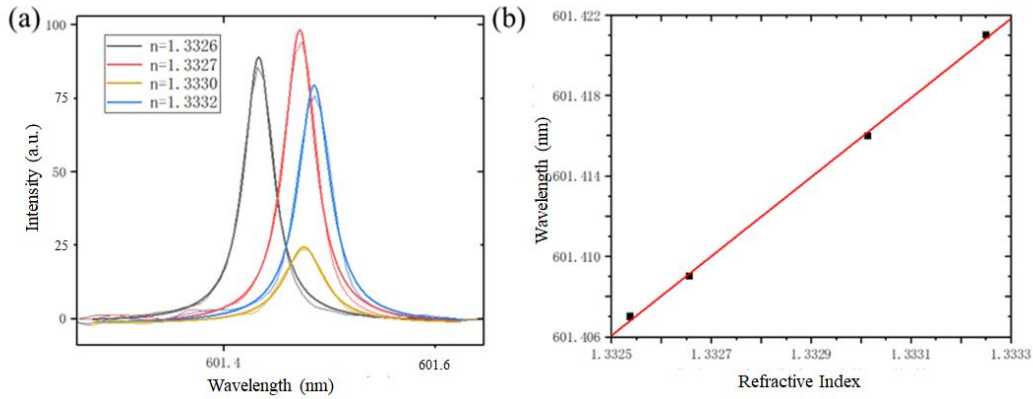 (a)
100
75
50
25
0
Intensity (a.u.)
n=1.3326
n=1.3327
n=1.3330
n=1.3332
601.4
601.6
Wavelength (nm)
(b)
601.422
601.418
601.414
601.410
601.406
Wavelength (nm)
1.3325
1.3327
1.3329
1.3331
1.3333
Refractive Index